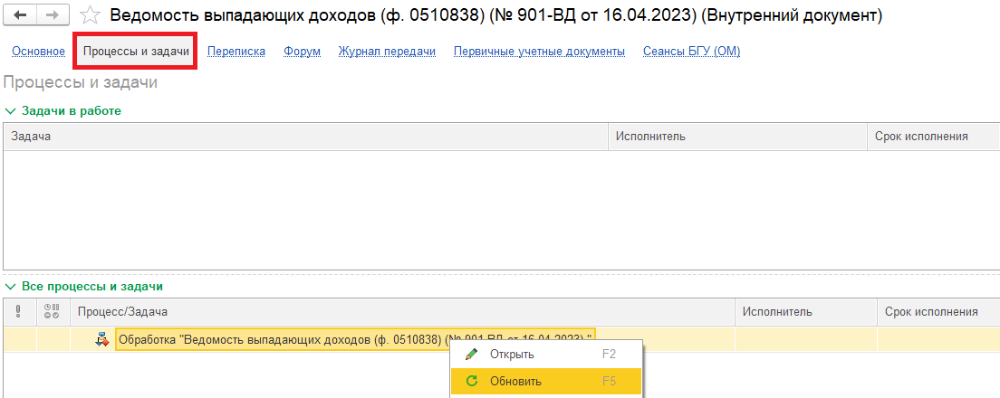 Ведомость выпадающих доходов (ф. 0510838) (№ 901-ВД от 16.04.2023) (Внутренний документ)
Основное Процессы и задачи Переписка Форум Журнал передачи Первичные учетные документы Сеансы БГУ (ОМ)
Процессы и задачи
Задачи в работе
Задача Исполнитель Срок исполнения
Все процессы и задачи
Процесс/Задача Исполнитель Срок исполнения
Обработка "Ведомость выпадающих доходов (ф. 0510838) (№ 901-ВД от 16.04.2023) "
Открыть F2
Обновить F5